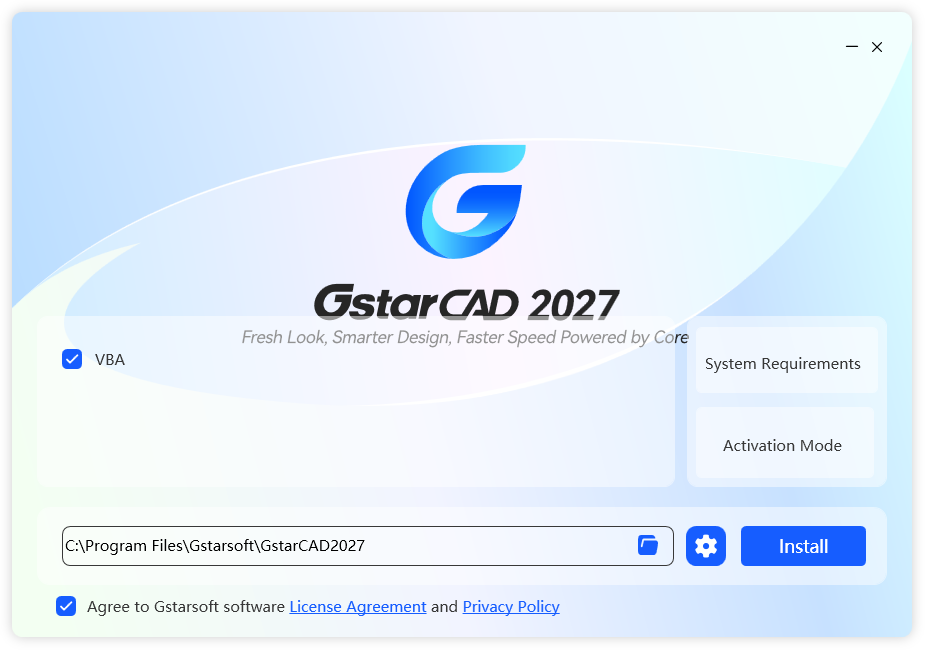 GstarCAD 2027
Fresh Look, Smarter Design, Faster Speed Powered by Core
VBA
System Requirements
Activation Mode
C:\Program Files\Gstarsoft\GstarCAD2027
Install
Agree to Gstarsoft software License Agreement and Privacy Policy